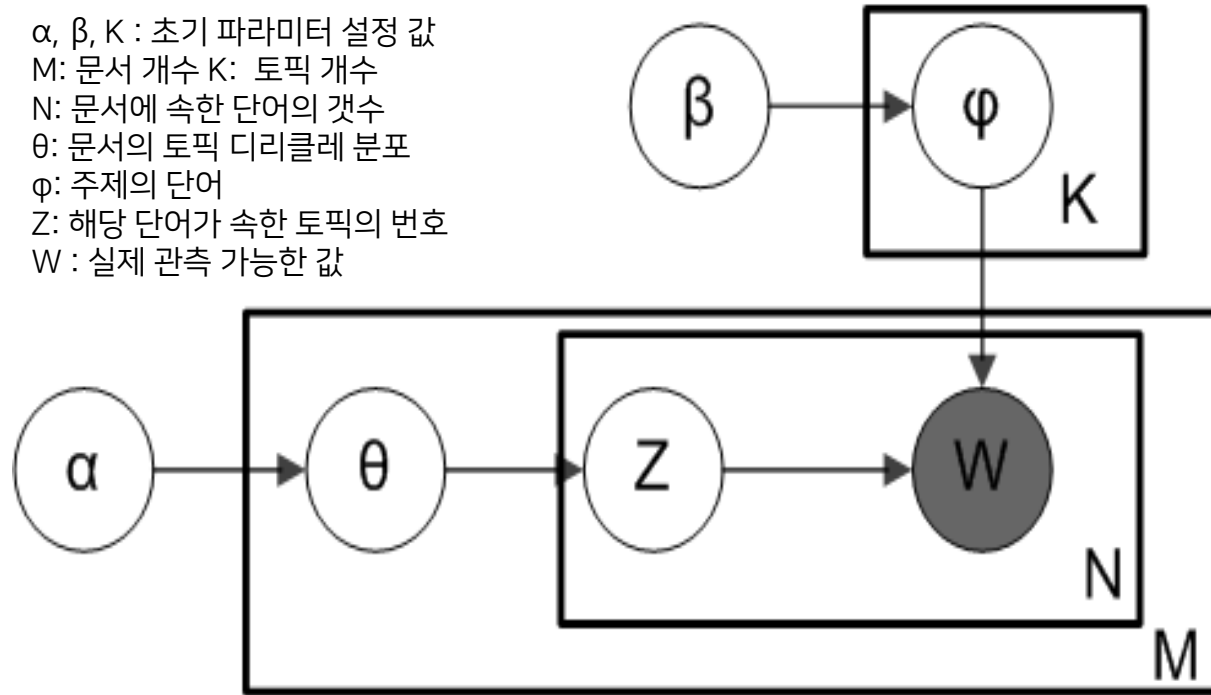 α, β, K : 초기 파라미터 설정 값
M: 문서 개수 K: 토픽 개수
N: 문서에 속한 단어의 갯수
θ: 문서의 토픽 디리클레 분포
φ: 주제의 단어
Z: 해당 단어가 속한 토픽의 번호
W : 실제 관측 가능한 값
β
φ
K
α
θ
Z
W
N
M